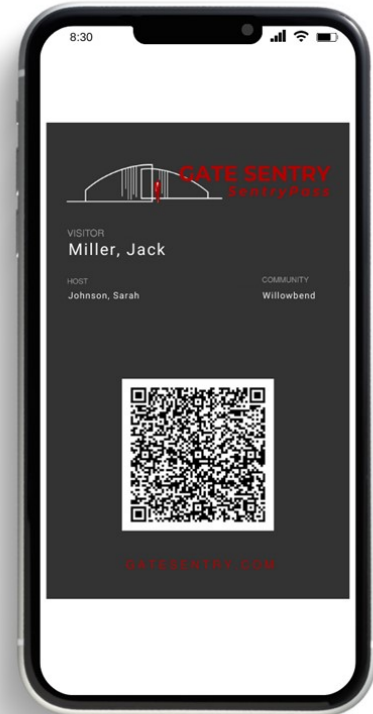 8:30
GATE SENTRY
SentryPass
VISITOR
Miller, Jack
HOST COMMUNITY
Johnson, Sarah Willowbend
GATESENTRY.COM